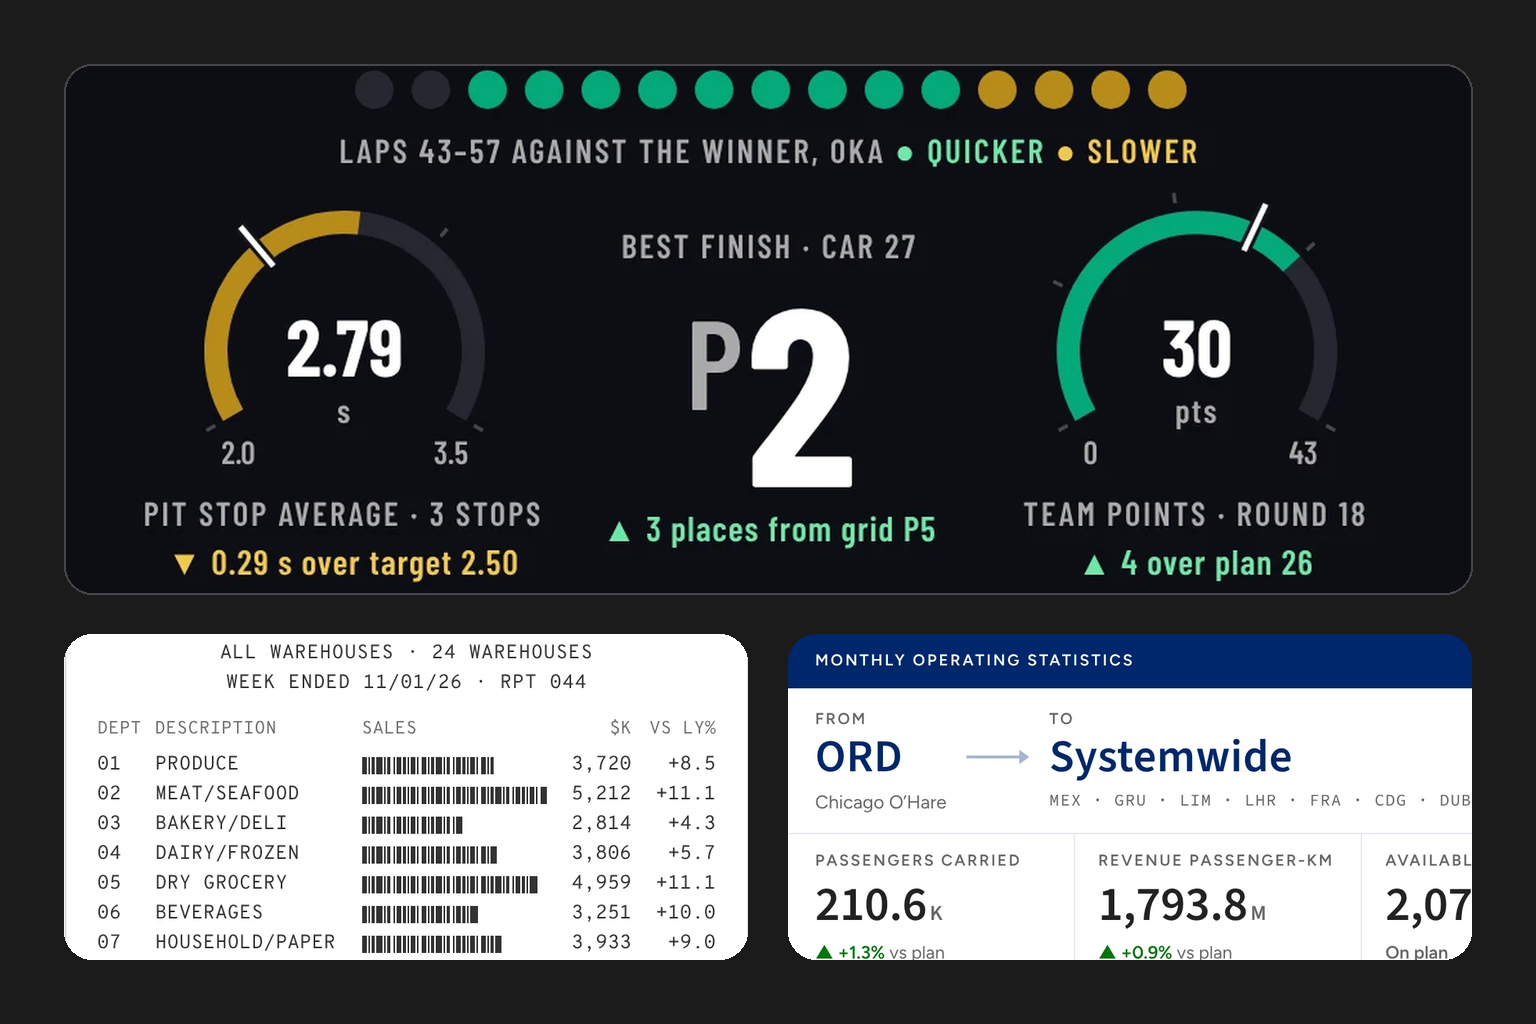 LAPS 43–57 AGAINST THE WINNER, OKA ● QUICKER ● SLOWER
2.79
s
2.0 3.5
PIT STOP AVERAGE · 3 STOPS
▼ 0.29 s over target 2.50
BEST FINISH · CAR 27
P2
▲ 3 places from grid P5
30
pts
0 43
TEAM POINTS · ROUND 18
▲ 4 over plan 26
ALL WAREHOUSES · 24 WAREHOUSES
WEEK ENDED 11/01/26 · RPT 044
DEPT DESCRIPTION SALES $K VS LY%
01 PRODUCE 3,720 +8.5
02 MEAT/SEAFOOD 5,212 +11.1
03 BAKERY/DELI 2,814 +4.3
04 DAIRY/FROZEN 3,806 +5.7
05 DRY GROCERY 4,959 +11.1
06 BEVERAGES 3,251 +10.0
07 HOUSEHOLD/PAPER 3,933 +9.0
MONTHLY OPERATING STATISTICS
FROM
ORD
Chicago O’Hare
TO
Systemwide
MEX · GRU · LIM · LHR · FRA · CDG · DUB
PASSENGERS CARRIED
210.6 K
▲ +1.3% vs plan
REVENUE PASSENGER-KM
1,793.8 M
▲ +0.9% vs plan
On plan